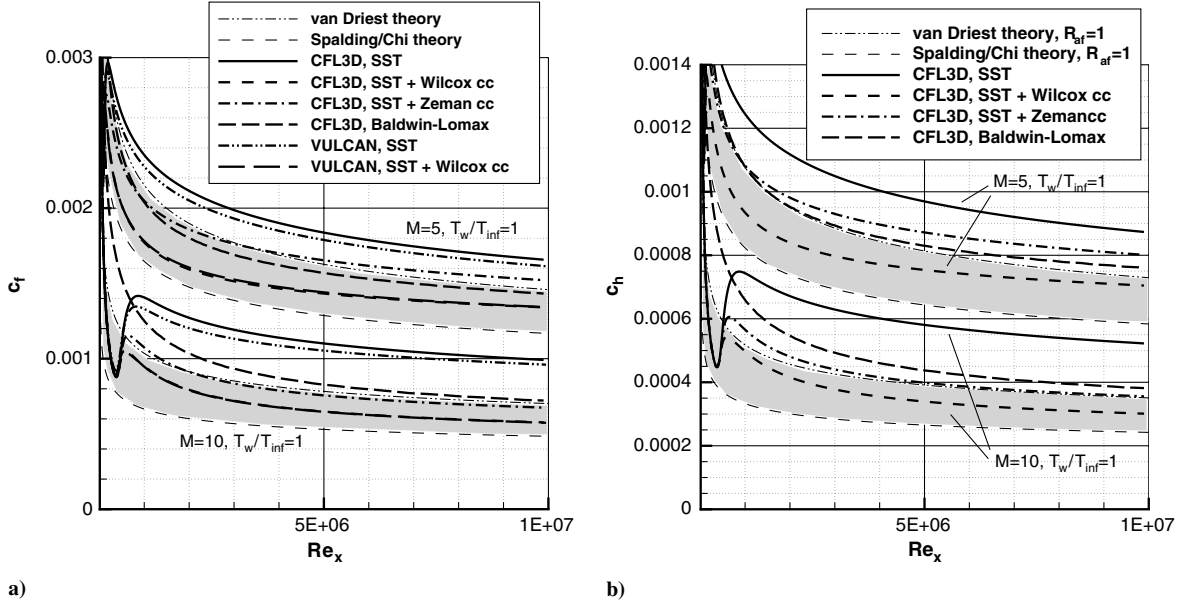 van Driest theory
Spalding/Chi theory
CFL3D, SST
CFL3D, SST + Wilcox cc
CFL3D, SST + Zeman cc
CFL3D, Baldwin-Lomax
VULCAN, SST
VULCAN, SST + Wilcox cc
0.003
0.002
0.001
0
c_f
M=5, T_w/T_inf=1
M=10, T_w/T_inf=1
5E+06
1E+07
Re_x
a)
van Driest theory, R_af=1
Spalding/Chi theory, R_af=1
CFL3D, SST
CFL3D, SST + Wilcox cc
CFL3D, SST + Zemancc
CFL3D, Baldwin-Lomax
0.0014
0.0012
0.001
0.0008
0.0006
0.0004
0.0002
0
c_h
M=5, T_w/T_inf=1
M=10, T_w/T_inf=1
5E+06
1E+07
Re_x
b)